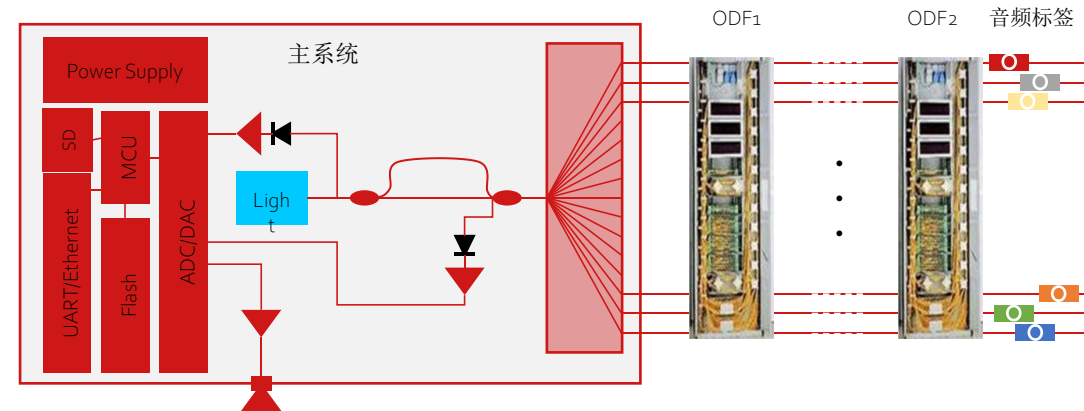 ODF1
ODF2
音频标签
主系统
Power Supply
SD
MCU
Ligh
t
UART/Ethernet
Flash
ADC/DAC